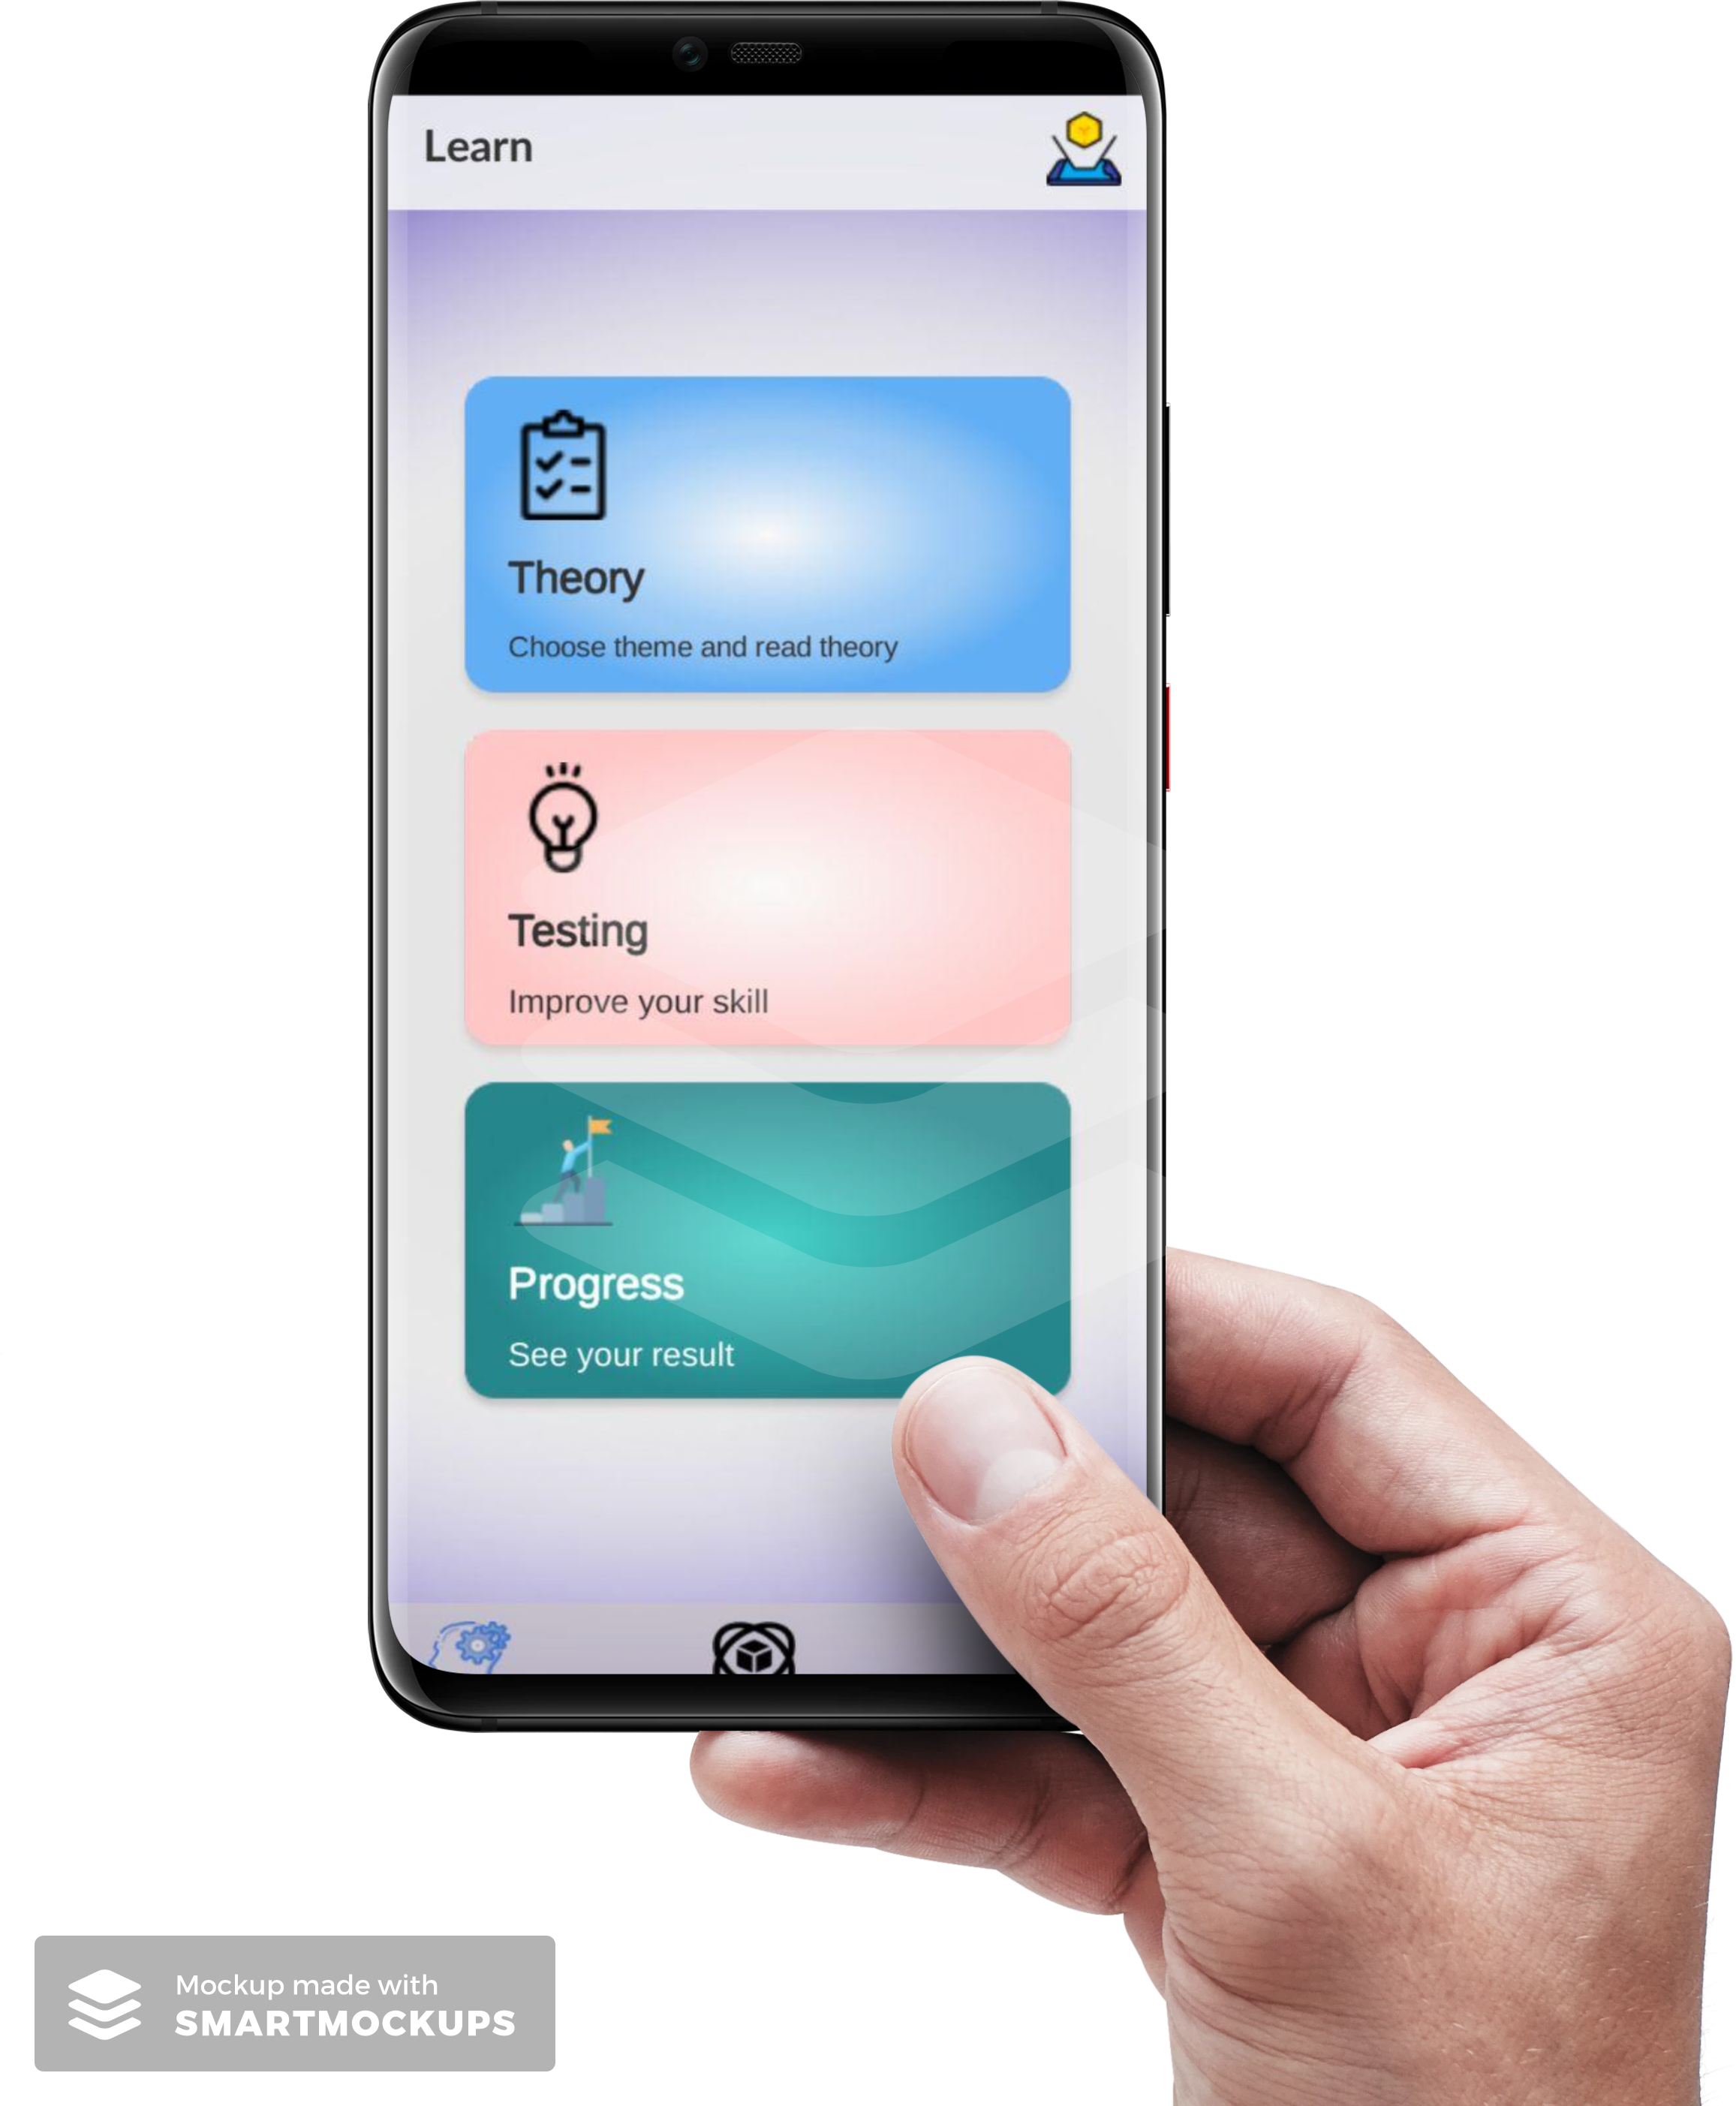 Learn
Theory
Choose theme and read theory
Testing
Improve your skill
Progress
See your result
Mockup made with
SMARTMOCKUPS